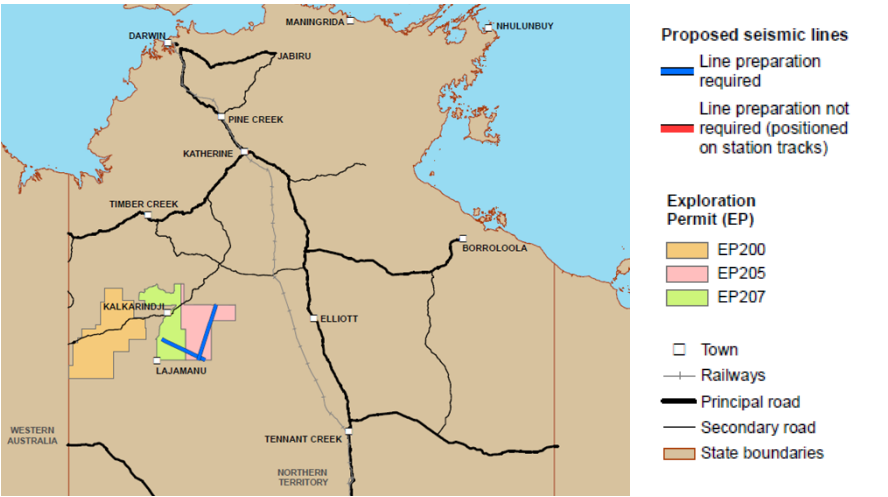 MANINGRIDA
NHULUNBUY
DARWIN
JABIRU
PINE CREEK
KATHERINE
TIMBER CREEK
BORROLOOLA
KALKARINDJI
ELLIOTT
LAJAMANU
WESTERN
AUSTRALIA
TENNANT CREEK
NORTHERN
TERRITORY
Proposed seismic lines
Line preparation
required
Line preparation not
required (positioned
on station tracks)
Exploration
Permit (EP)
EP200
EP205
EP207
Town
Railways
Principal road
Secondary road
State boundaries